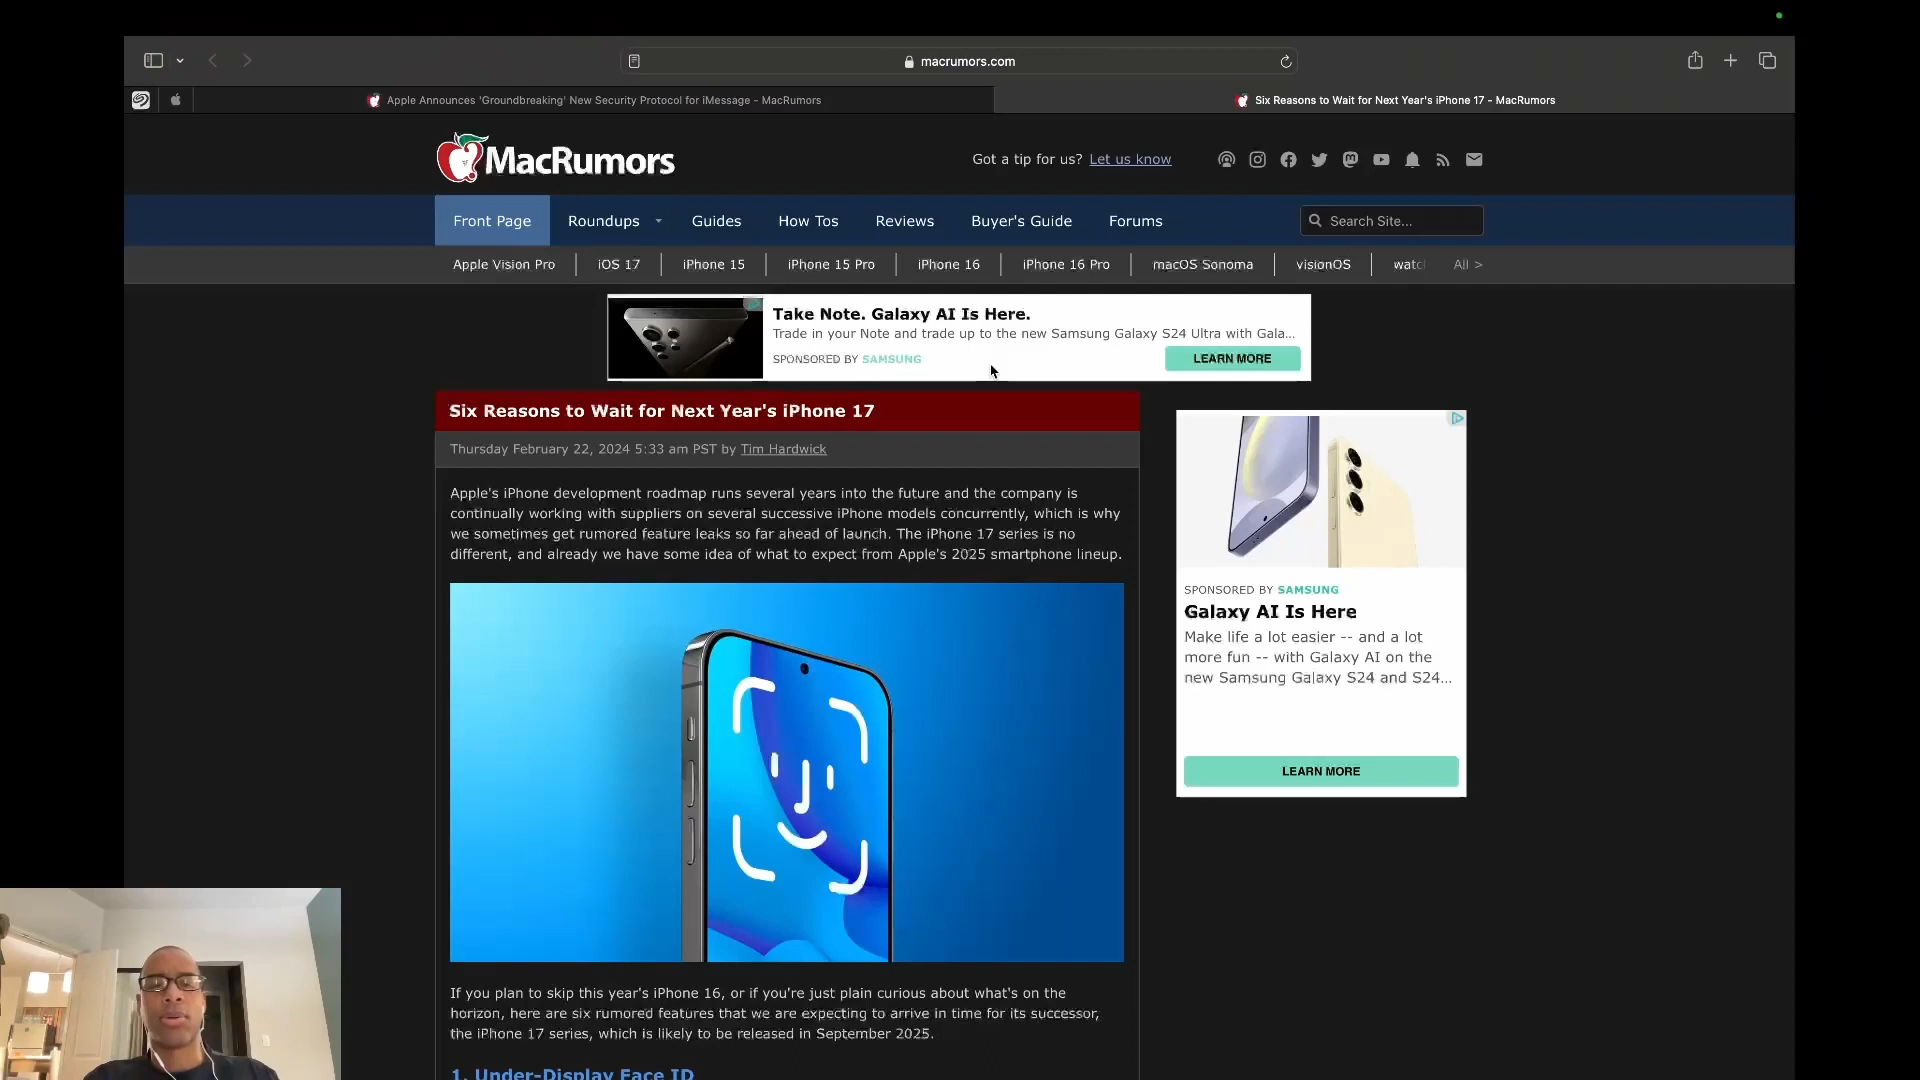 macrumors.com
Apple Announces 'Groundbreaking' New Security Protocol for iMessage - MacRumors
Six Reasons to Wait for Next Year's iPhone 17 - MacRumors
MacRumors
Got a tip for us? Let us know
Front Page Roundups Guides How Tos Reviews Buyer's Guide Forums Search Site...
Apple Vision Pro iOS 17 iPhone 15 iPhone 15 Pro iPhone 16 iPhone 16 Pro macOS Sonoma visionOS watc All >
Take Note. Galaxy AI Is Here.
Trade in your Note and trade up to the new Samsung Galaxy S24 Ultra with Gala...
SPONSORED BY SAMSUNG
LEARN MORE
Six Reasons to Wait for Next Year's iPhone 17
Thursday February 22, 2024 5:33 am PST by Tim Hardwick
Apple's iPhone development roadmap runs several years into the future and the company is
continually working with suppliers on several successive iPhone models concurrently, which is why
we sometimes get rumored feature leaks so far ahead of launch. The iPhone 17 series is no
different, and already we have some idea of what to expect from Apple's 2025 smartphone lineup.
If you plan to skip this year's iPhone 16, or if you're just plain curious about what's on the
horizon, here are six rumored features that we are expecting to arrive in time for its successor,
the iPhone 17 series, which is likely to be released in September 2025.
1. Under-Display Face ID
SPONSORED BY SAMSUNG
Galaxy AI Is Here
Make life a lot easier -- and a lot
more fun -- with Galaxy AI on the
new Samsung Galaxy S24 and S24...
LEARN MORE